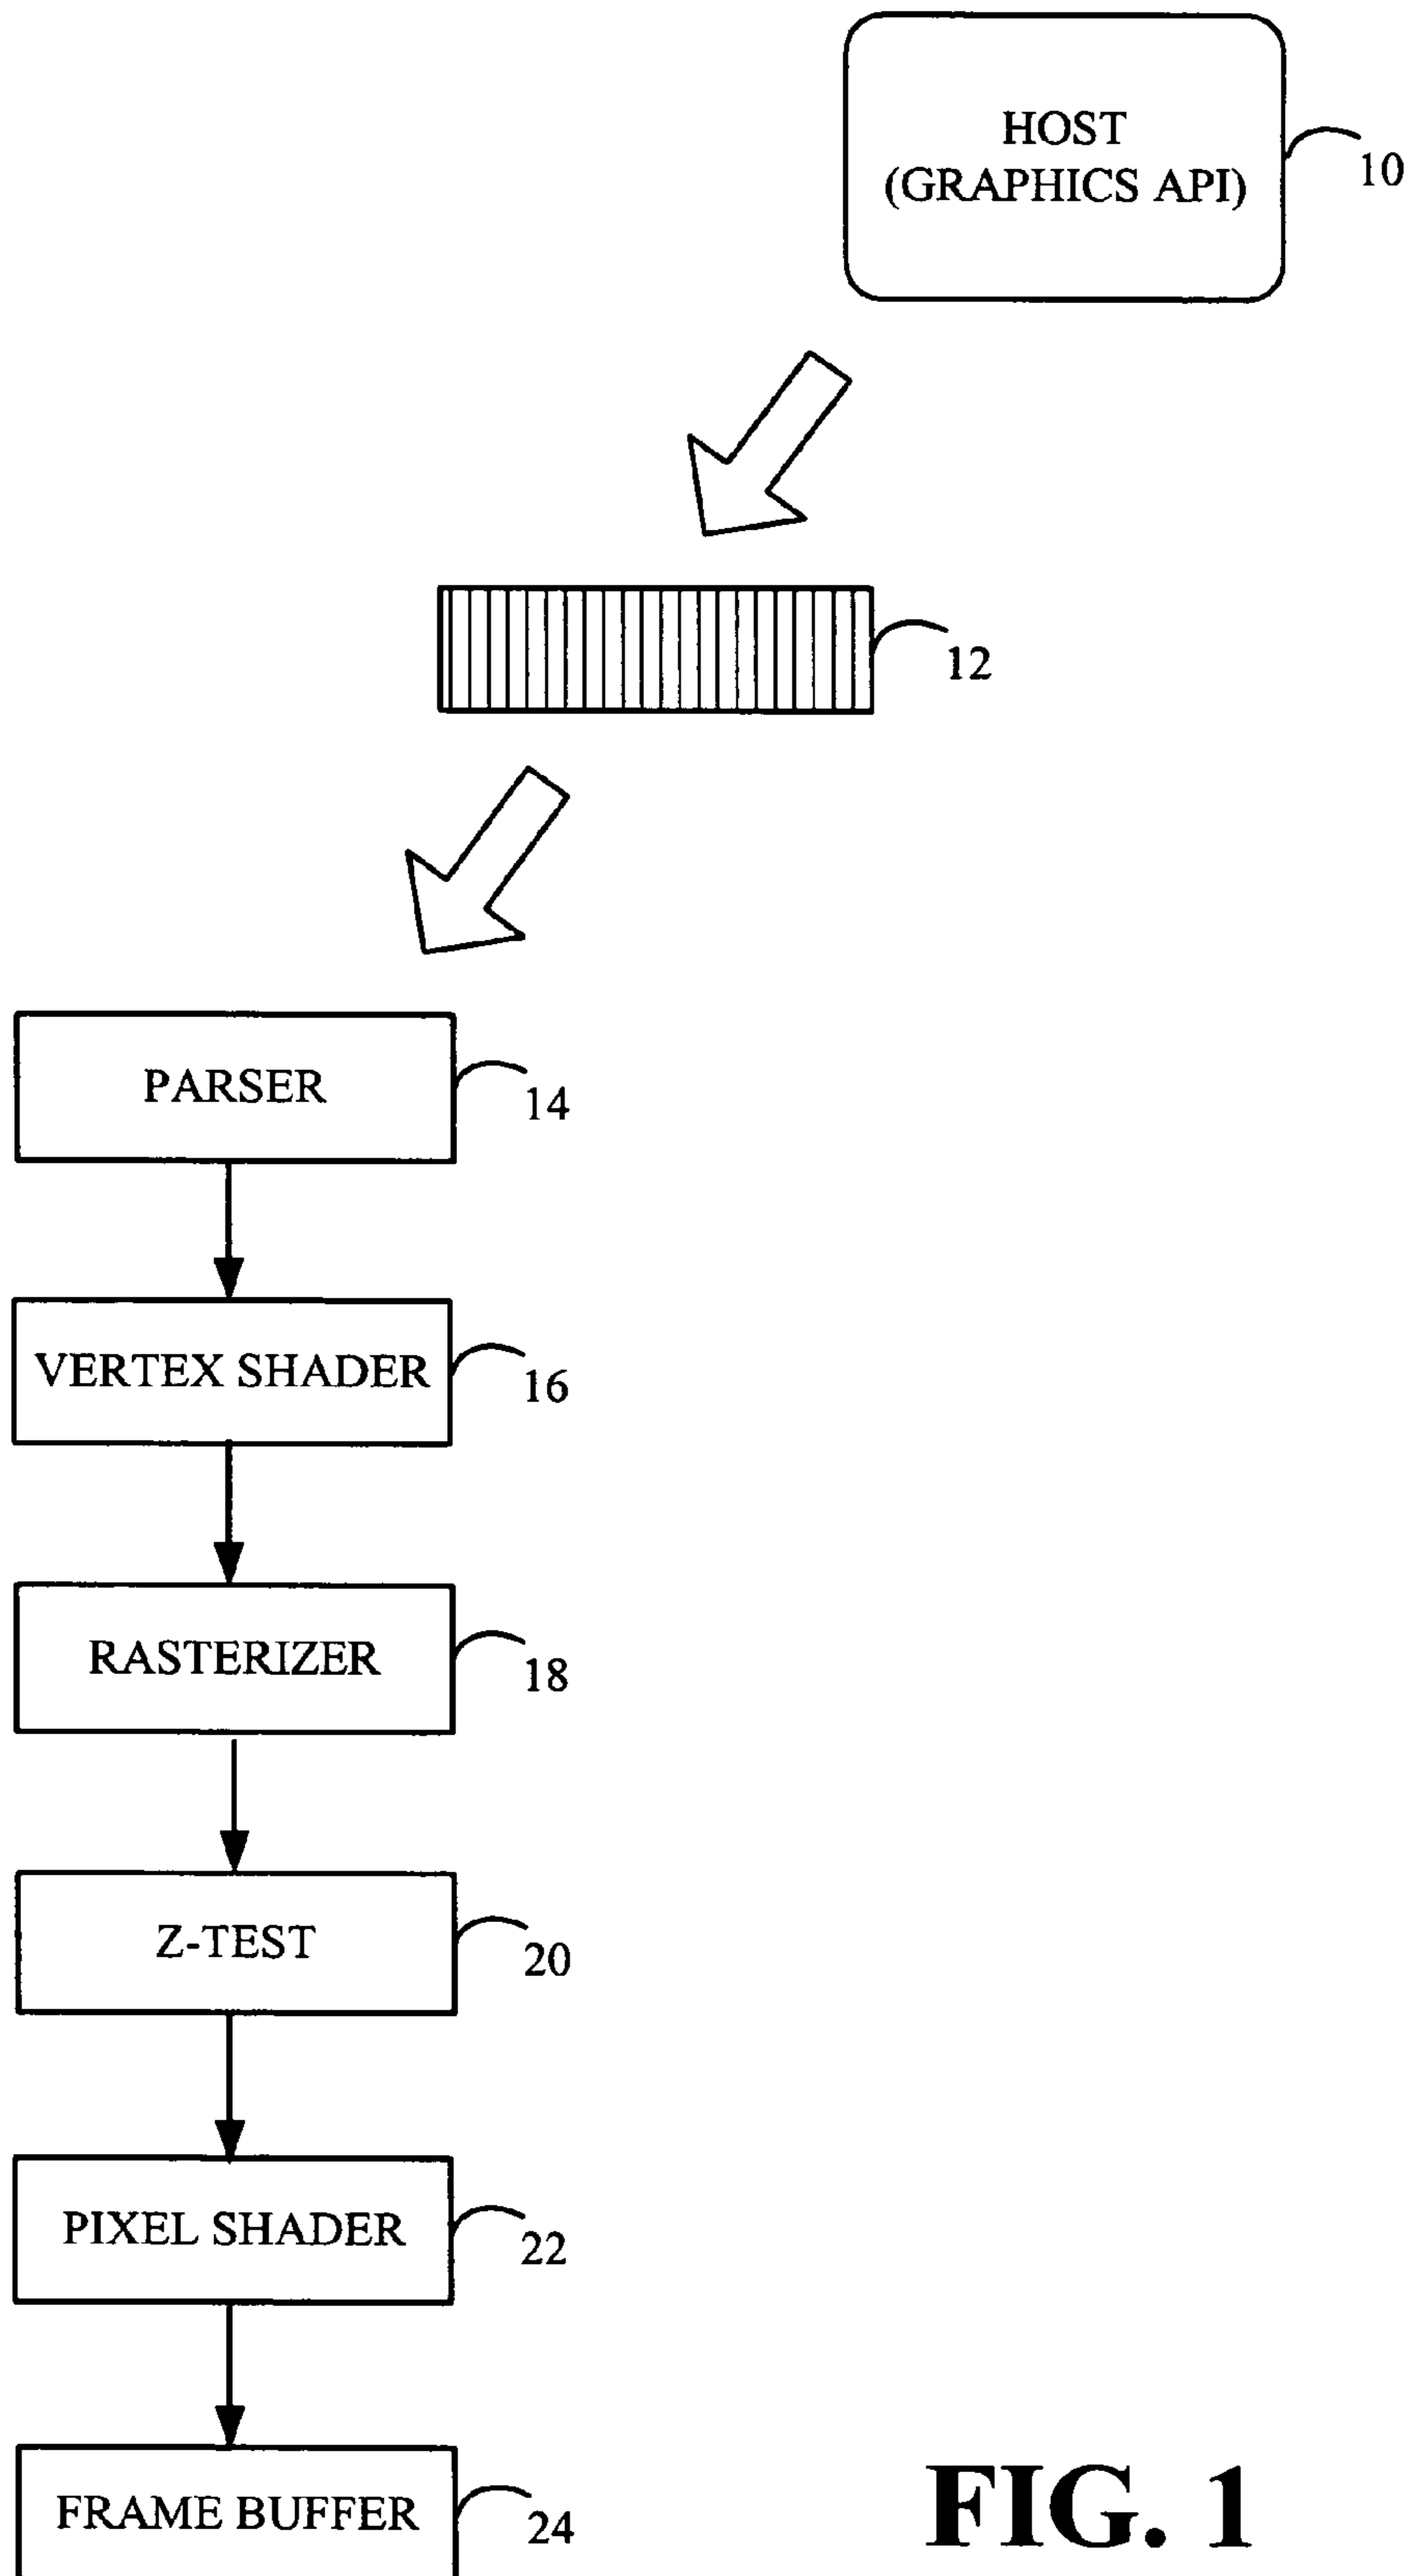 HOST
(GRAPHICS API)
10
12
PARSER
14
VERTEX SHADER
16
RASTERIZER
18
Z-TEST
20
PIXEL SHADER
22
FRAME BUFFER
24
FIG. 1